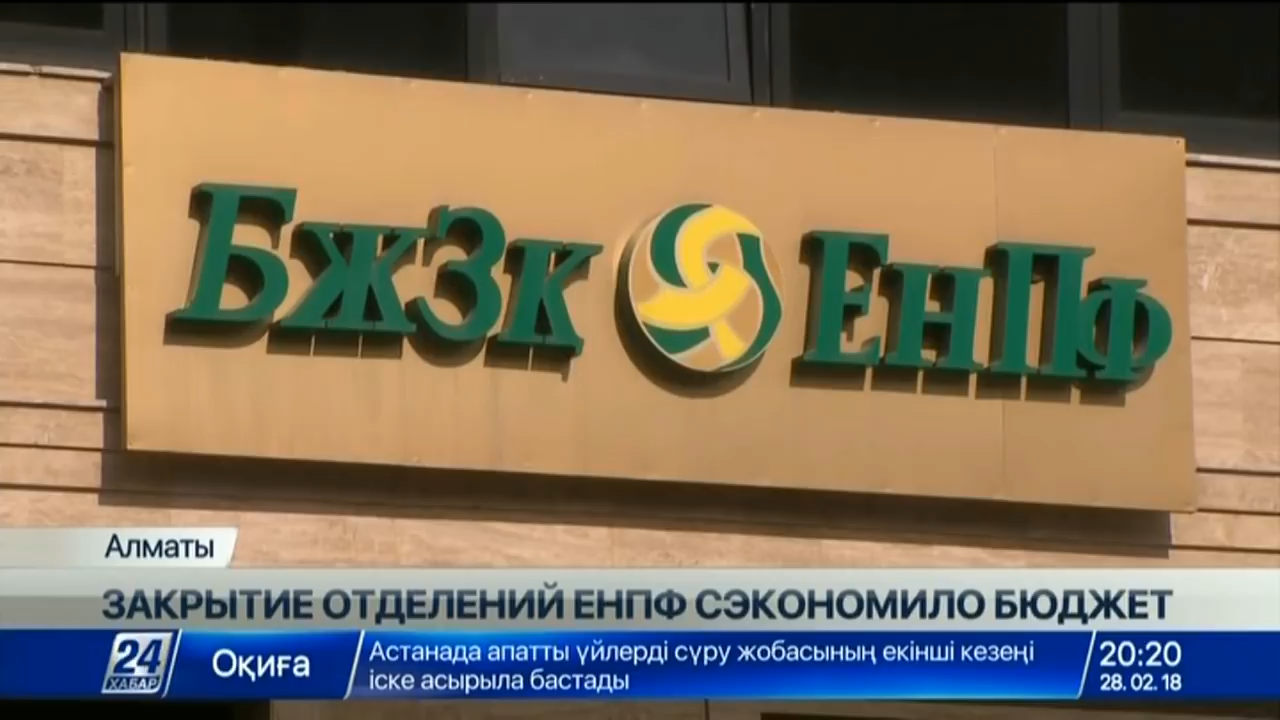 БЖЗК ЕНПФ
Алматы
ЗАКРЫТИЕ ОТДЕЛЕНИЙ ЕНПФ СЭКОНОМИЛО БЮДЖЕТ
24
ХАБАР
Оқиға
Астанада апатты үйлерді сүру жобасының екінші кезеңі
іске асырыла бастады
20:20
28.02.18